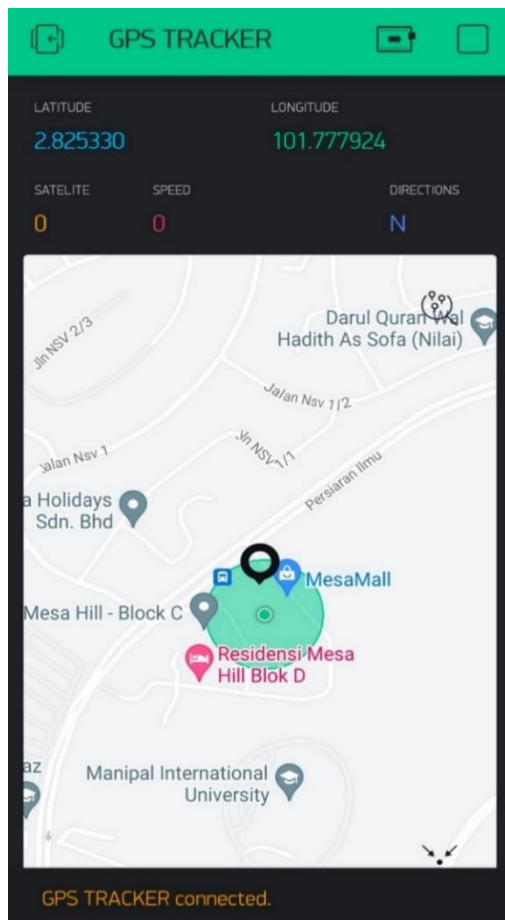 GPS TRACKER
LATITUDE
LONGITUDE
2.825330
101.777924
SATELITE
SPEED
DIRECTIONS
0
0
N
Jln NSV 2/3
Darul Quran Wal
Hadith As Sofa (Nilai)
Jalan Nsv 1/2
Jln NSV 1/1
Jalan Nsv 1
Persiaran Ilmu
a Holidays
Sdn. Bhd
MesaMall
Mesa Hill - Block C
Residensi Mesa
Hill Blok D
az
Manipal International
University
GPS TRACKER connected.